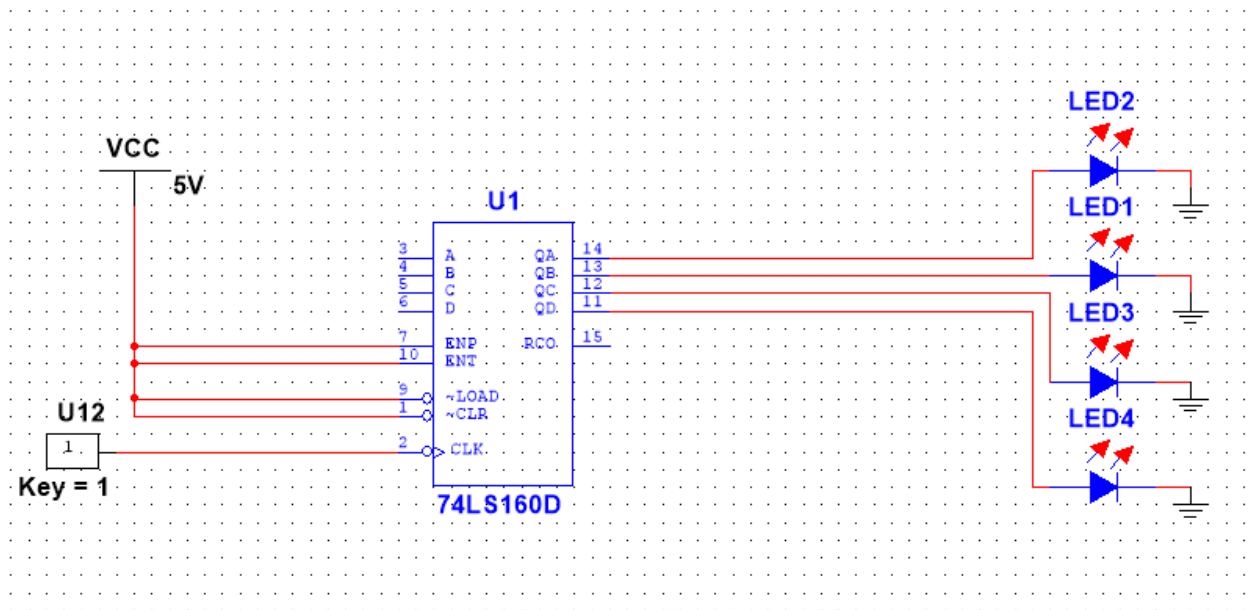 LED2
VCC
5V
U1
LED1
3 A QA 14
4 B QB 13
5 C QC 12
6 D QD 11
LED3
7 ENP RCO 15
10 ENT
9 ~LOAD
1 ~CLR
U12
LED4
1
2 CLK
Key = 1
74LS160D